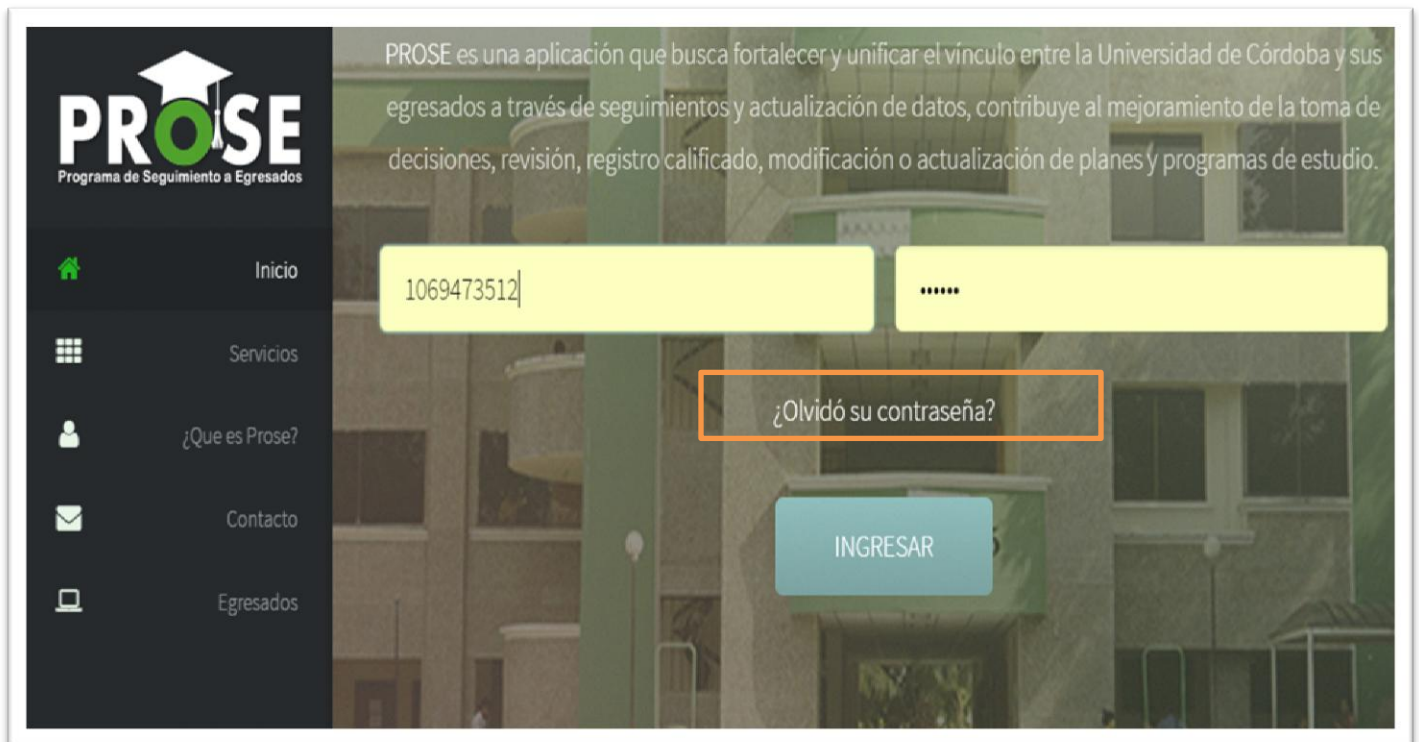 PROSE
Programa de Seguimiento a Egresados
Inicio
Servicios
¿Que es Prose?
Contacto
Egresados
PROSE es una aplicación que busca fortalecer y unificar el vínculo entre la Universidad de Córdoba y sus
egresados a través de seguimientos y actualización de datos, contribuye al mejoramiento de la toma de
decisiones, revisión, registro calificado, modificación o actualización de planes y programas de estudio.
1069473512
••••••
¿Olvidó su contraseña?
INGRESAR